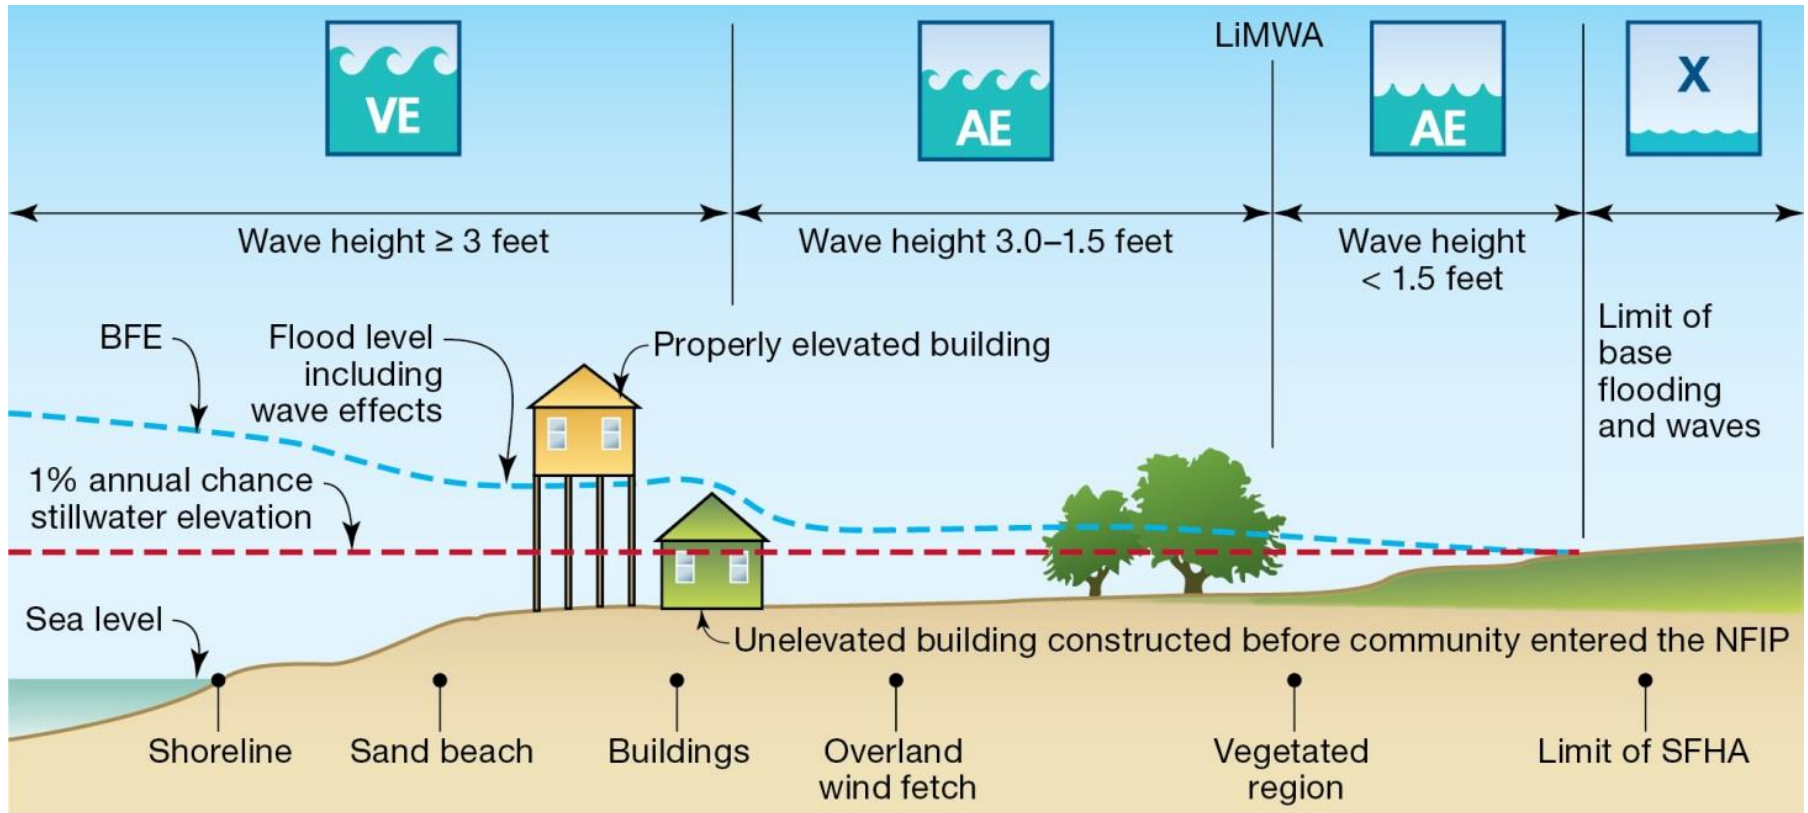 VE
AE
LiMWA
AE
X
Wave height ≥ 3 feet
Wave height 3.0–1.5 feet
Wave height
< 1.5 feet
BFE
Flood level
including
wave effects
Properly elevated building
Limit of
base
flooding
and waves
1% annual chance
stillwater elevation
Sea level
Unelevated building constructed before community entered the NFIP
Shoreline
Sand beach
Buildings
Overland
wind fetch
Vegetated
region
Limit of SFHA